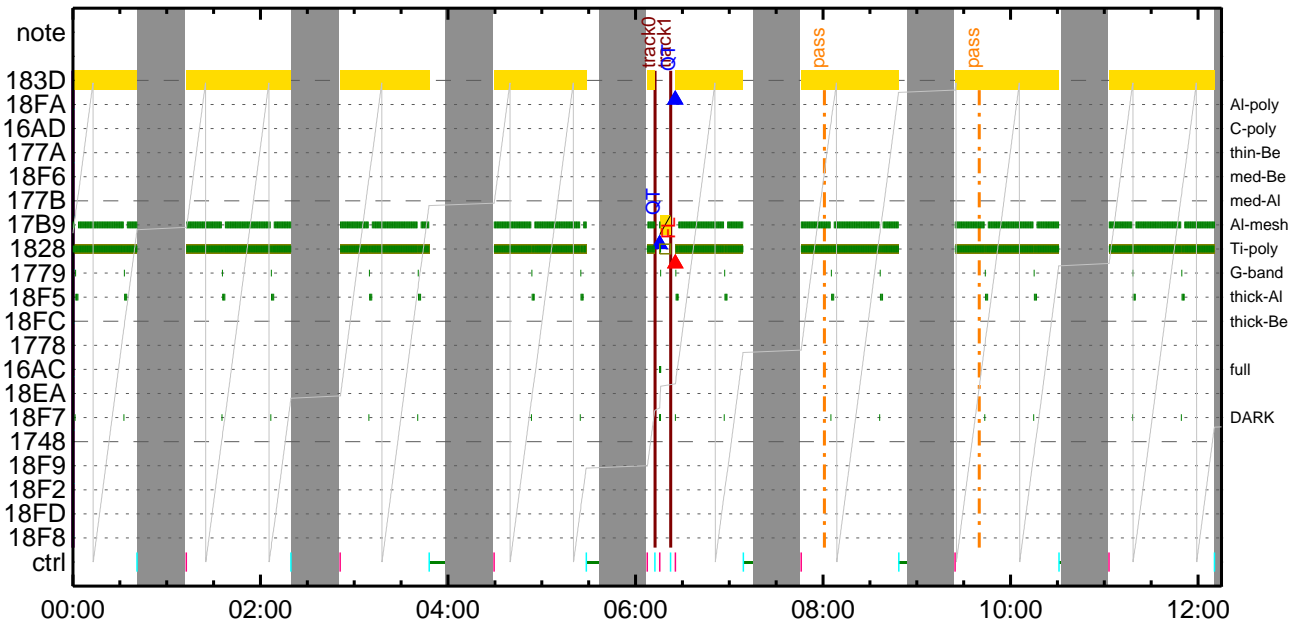 note
track0
track1
QT
pass
pass
183D
18FA Al-poly
16AD C-poly
177A thin-Be
18F6 med-Be
177B med-Al
QT
17B9 Al-mesh
1828 Ti-poly
1779 G-band
18F5 thick-Al
18FC thick-Be
1778
16AC full
18EA
18F7 DARK
1748
18F9
18F2
18FD
18F8
ctrl
00:00 02:00 04:00 06:00 08:00 10:00 12:00